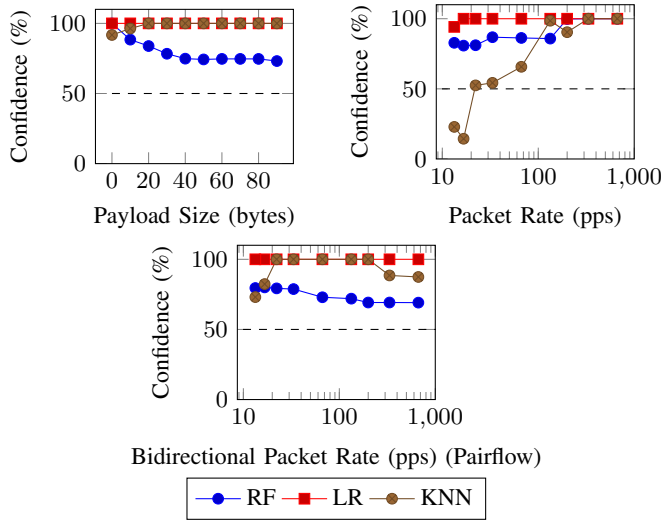 Confidence (%)
100
50
0
0 20 40 60 80
Payload Size (bytes)
Confidence (%)
100
50
0
10 100 1,000
Packet Rate (pps)
Confidence (%)
100
50
0
10 100 1,000
Bidirectional Packet Rate (pps) (Pairflow)
RF LR KNN